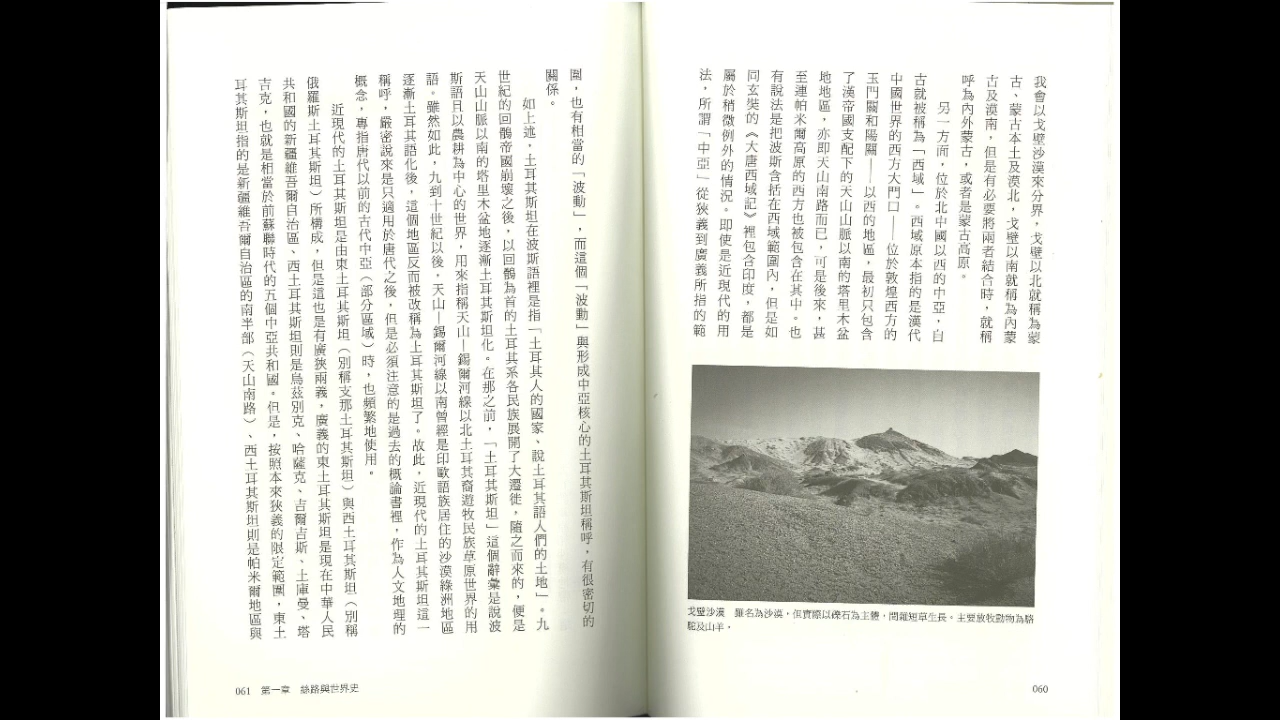 我會以戈壁沙漠來分界，戈壁以北就稱為蒙
古、蒙古本土及漠北，戈壁以南就稱為內蒙
古及漠南，但是有必要將兩者結合時，就稱
呼為內外蒙古，或者是蒙古高原。
另一方面，位於北中國以西的中亞，自
古就被稱為「西域」。西域原本指的是漢代
中國世界的西方大門口——位於敦煌西方的
玉門關和陽關——以西的地區，最初只包含
了漢帝國支配下的天山山脈以南的塔里木盆
地地區，亦即天山南路而已，可是後來，甚
至連帕米爾高原的西方也被包含在其中。也
有說法是把波斯含括在西域範圍內，但是如
同玄奘的《大唐西域記》裡包含印度，都是
屬於稍微例外的情況。即使是近現代的用
法，所謂「中亞」從狹義到廣義所指的範
戈壁沙漠　雖名為沙漠，但實際以礫石為主體，間雜短草生長。主要放牧動物為駱
駝及山羊。
060
圍，也有相當的「波動」，而這個「波動」與形成中亞核心的土耳其斯坦稱呼，有很密切的
關係。
如上述，土耳其斯坦在波斯語裡是指「土耳其人的國家、說土耳其語人們的土地」。九
世紀的回鶻帝國崩壞之後，以回鶻為首的土耳其系各民族展開了大遷徙，隨之而來的，便是
天山山脈以南的塔里木盆地逐漸土耳其斯坦化。在那之前，「土耳其斯坦」這個辭彙是說波
斯語且以農耕為中心的世界，用來指稱天山—錫爾河線以北土耳其裔遊牧民族草原世界的用
語。雖然如此，九到十世紀以後，天山—錫爾河線以南曾經是印歐語族居住的沙漠綠洲地區
逐漸土耳其語化後，這個地區反而被改稱為土耳其斯坦了。故此，近現代的土耳其斯坦這一
稱呼，嚴密說來是只適用於唐代之後，但是必須注意的是過去的概論書裡，作為人文地理的
概念，專指唐代以前的古代中亞（部分區域）時，也頻繁地使用。
近現代的土耳其斯坦是由東土耳其斯坦（別稱支那土耳其斯坦）與西土耳其斯坦（別稱
俄羅斯土耳其斯坦）所構成，但是這也是有廣狹兩義，廣義的東土耳其斯坦是現在中華人民
共和國的新疆維吾爾自治區、西土耳其斯坦則是烏茲別克、哈薩克、吉爾吉斯、土庫曼、塔
吉克，也就是相當於前蘇聯時代的五個中亞共和國。但是，按照本來狹義的限定範圍，東土
耳其斯坦指的是新疆維吾爾自治區的南半部（天山南路）、西土耳其斯坦則是帕米爾地區與
061　第一章　絲路與世界史